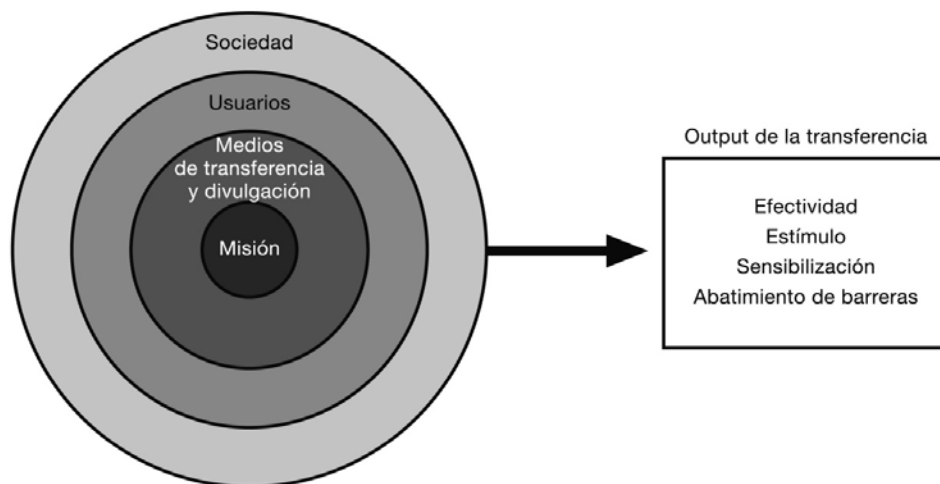 Sociedad
Usuarios
Medios
de transferencia
y divulgación
Misión
Output de la transferencia
Efectividad
Estímulo
Sensibilización
Abatimiento de barreras